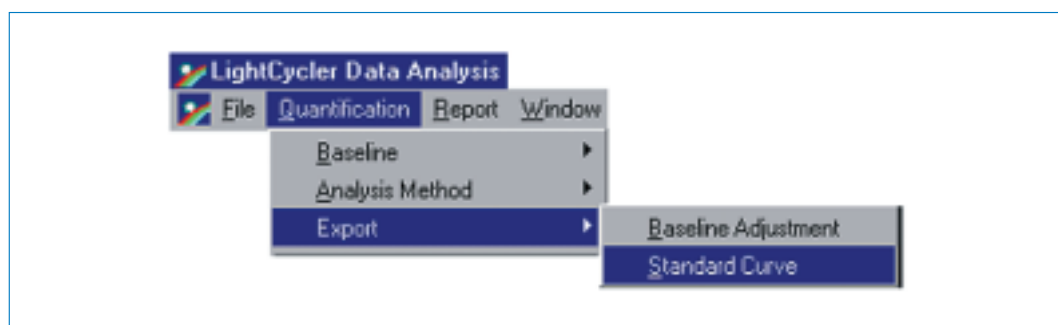 LightCycler Data Analysis
File Quantification Report Window
Baseline
Analysis Method
Export
Baseline Adjustment
Standard Curve